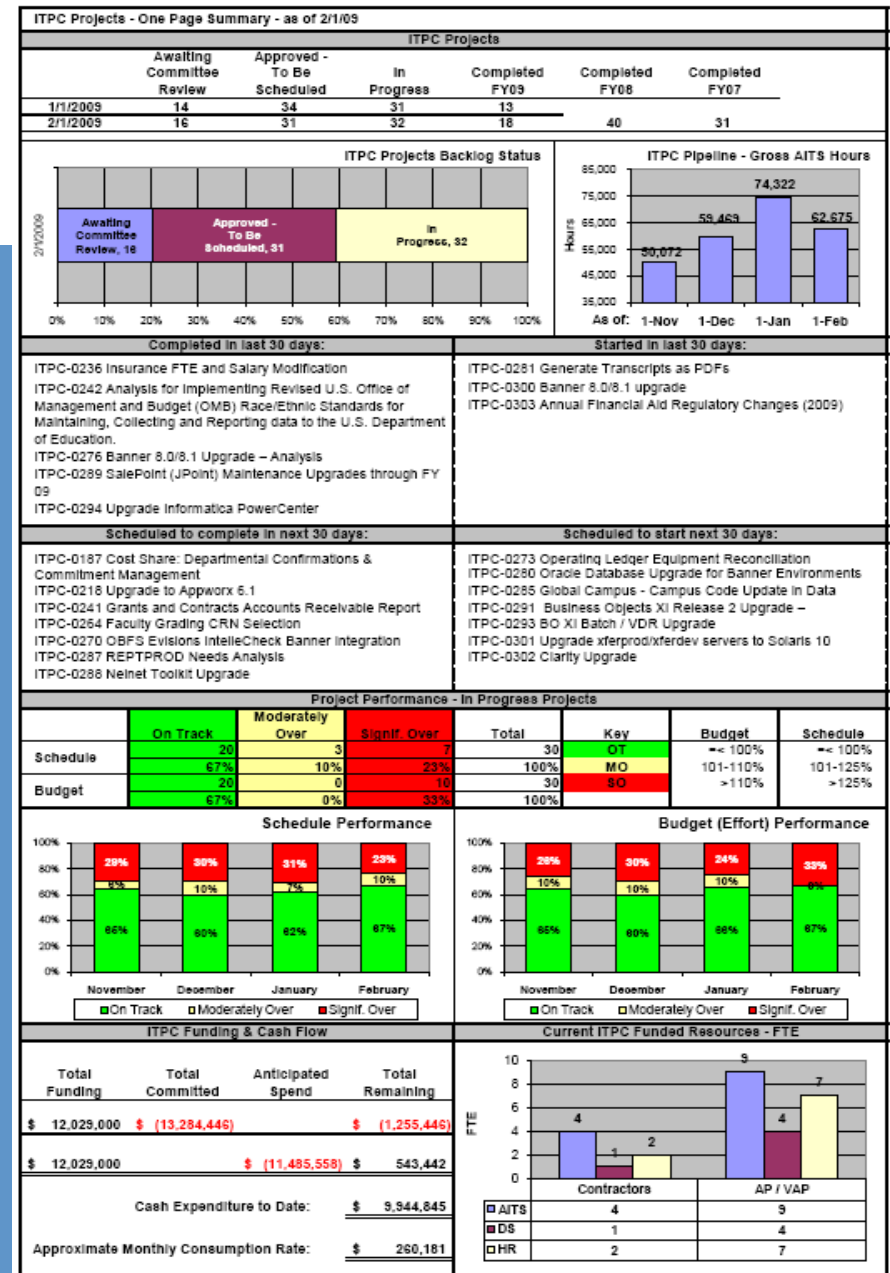 ITPC Projects - One Page Summary - as of 2/1/09
ITPC Projects
Awaiting Committee Review Approved - To Be Scheduled In Progress Completed FY09 Completed FY08 Completed FY07
1/1/2009 14 34 31 13
2/1/2009 16 31 32 18 40 31
ITPC Projects Backlog Status
2/1/2009
Awaiting Committee Review, 16
Approved - To Be Scheduled, 31
In Progress, 32
0% 10% 20% 30% 40% 50% 60% 70% 80% 90% 100%
ITPC Pipeline - Gross AITS Hours
Hours
85,000
75,000
65,000
55,000
45,000
35,000
50,072 59,469 74,322 62,675
As of: 1-Nov 1-Dec 1-Jan 1-Feb
Completed in last 30 days:
ITPC-0236 Insurance FTE and Salary Modification
ITPC-0242 Analysis for Implementing Revised U.S. Office of
Management and Budget (OMB) Race/Ethnic Standards for
Maintaining, Collecting and Reporting data to the U.S. Department
of Education.
ITPC-0276 Banner 8.0/8.1 Upgrade – Analysis
ITPC-0289 SalePoint (JPoint) Maintenance Upgrades through FY
09
ITPC-0294 Upgrade Informatica PowerCenter
Started in last 30 days:
ITPC-0281 Generate Transcripts as PDFs
ITPC-0300 Banner 8.0/8.1 upgrade
ITPC-0303 Annual Financial Aid Regulatory Changes (2009)
Scheduled to complete in next 30 days:
ITPC-0187 Cost Share: Departmental Confirmations &
Commitment Management
ITPC-0218 Upgrade to Appworx 6.1
ITPC-0241 Grants and Contracts Accounts Receivable Report
ITPC-0264 Faculty Grading CRN Selection
ITPC-0270 OBFS Evisions IntelleCheck Banner Integration
ITPC-0287 REPTPROD Needs Analysis
ITPC-0288 Nelnet Toolkit Upgrade
Scheduled to start next 30 days:
ITPC-0273 Operating Ledger Equipment Reconciliation
ITPC-0280 Oracle Database Upgrade for Banner Environments
ITPC-0285 Global Campus - Campus Code Update in Data
ITPC-0291 Business Objects XI Release 2 Upgrade –
ITPC-0293 BO XI Batch / VDR Upgrade
ITPC-0301 Upgrade xferprod/xferdev servers to Solaris 10
ITPC-0302 Clarity Upgrade
Project Performance - In Progress Projects
On Track Moderately Over Signif. Over Total Key Budget Schedule
Schedule 20 3 7 30 OT =< 100% =< 100%
67% 10% 23% 100% MO 101-110% 101-125%
Budget 20 0 10 30 SO >110% >125%
67% 0% 33% 100%
Schedule Performance
100%
80%
60%
40%
20%
0%
29% 30% 31% 23%
6% 10% 7% 10%
65% 60% 62% 67%
November December January February
On Track Moderately Over Signif. Over
Budget (Effort) Performance
100%
80%
60%
40%
20%
0%
26% 30% 24% 33%
10% 10% 10% 0%
65% 60% 66% 67%
November December January February
On Track Moderately Over Signif. Over
ITPC Funding & Cash Flow
Total Funding Total Committed Anticipated Spend Total Remaining
$ 12,029,000 $ (13,284,446) $ (1,255,446)
$ 12,029,000 $ (11,485,558) $ 543,442
Cash Expenditure to Date: $ 9,944,845
Approximate Monthly Consumption Rate: $ 260,181
Current ITPC Funded Resources - FTE
FTE
10
8
6
4
2
0
4 1 2 9 4 7
Contractors AP / VAP
AITS 4 9
DS 1 4
HR 2 7